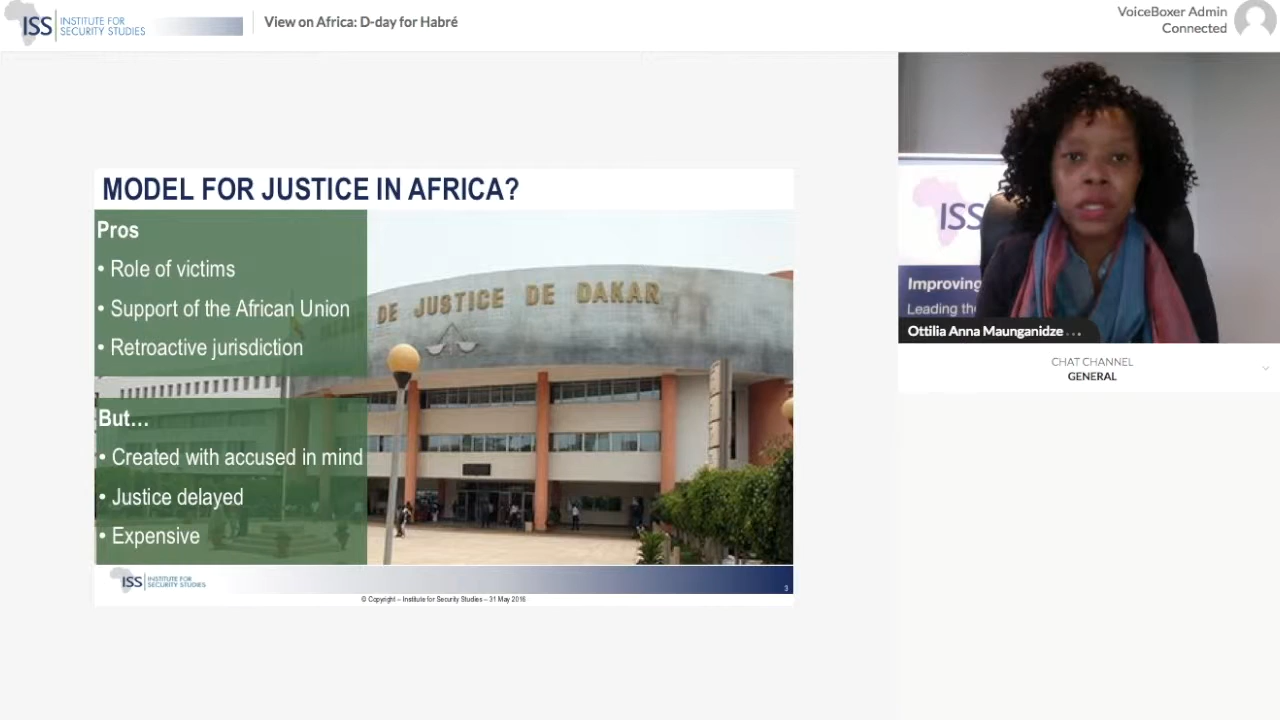 ISS INSTITUTE FOR
SECURITY STUDIES
View on Africa: D-day for Habré
VoiceBoxer Admin
Connected
MODEL FOR JUSTICE IN AFRICA?
Pros
• Role of victims
• Support of the African Union
• Retroactive jurisdiction
But...
• Created with accused in mind
• Justice delayed
• Expensive
DE JUSTICE DE DAKAR
ISS INSTITUTE FOR
SECURITY STUDIES
3
© Copyright – Institute for Security Studies – 31 May 2016
ISS
Improving
Leading the
Ottilia Anna Maunganidze ...
CHAT CHANNEL
GENERAL